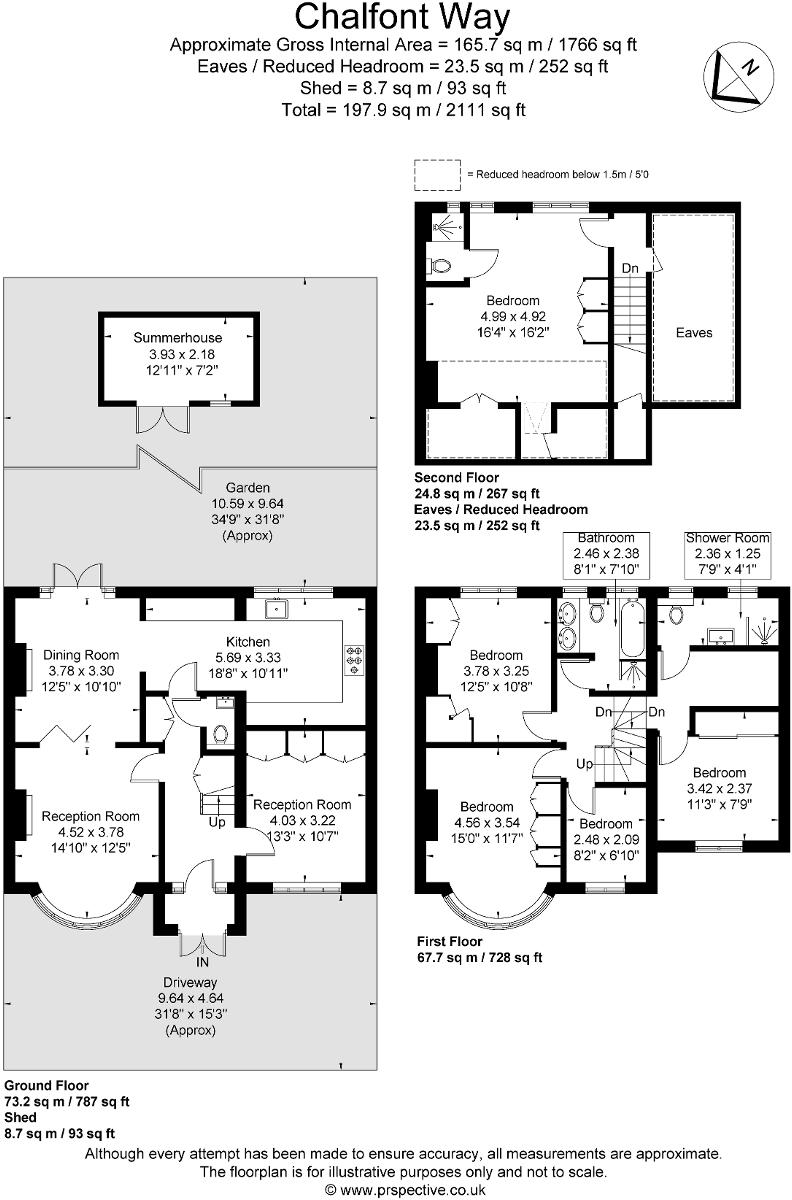 Chalfont Way
Approximate Gross Internal Area = 165.7 sq m / 1766 sq ft
Eaves / Reduced Headroom = 23.5 sq m / 252 sq ft
Shed = 8.7 sq m / 93 sq ft
Total = 197.9 sq m / 2111 sq ft
N
= Reduced headroom below 1.5m / 5'0
Dn
Bedroom
4.99 x 4.92
16'4" x 16'2"
Eaves
Second Floor
24.8 sq m / 267 sq ft
Eaves / Reduced Headroom
23.5 sq m / 252 sq ft
Summerhouse
3.93 x 2.18
12'11" x 7'2"
Garden
10.59 x 9.64
34'9" x 31'8"
(Approx)
Dining Room
3.78 x 3.30
12'5" x 10'10"
Kitchen
5.69 x 3.33
18'8" x 10'11"
Reception Room
4.52 x 3.78
14'10" x 12'5"
Up
Reception Room
4.03 x 3.22
13'3" x 10'7"
IN
Driveway
9.64 x 4.64
31'8" x 15'3"
(Approx)
Ground Floor
73.2 sq m / 787 sq ft
Shed
8.7 sq m / 93 sq ft
Bathroom
2.46 x 2.38
8'1" x 7'10"
Shower Room
2.36 x 1.25
7'9" x 4'1"
Bedroom
3.78 x 3.25
12'5" x 10'8"
Dn
Dn
Up
Bedroom
3.42 x 2.37
11'3" x 7'9"
Bedroom
4.56 x 3.54
15'0" x 11'7"
Bedroom
2.48 x 2.09
8'2" x 6'10"
First Floor
67.7 sq m / 728 sq ft
Although every attempt has been made to ensure accuracy, all measurements are approximate.
The floorplan is for illustrative purposes only and not to scale.
© www.prspective.co.uk